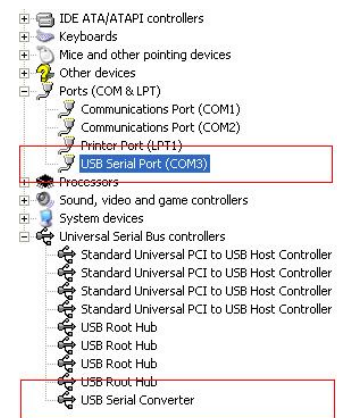 IDE ATA/ATAPI controllers
Keyboards
Mice and other pointing devices
Other devices
Ports (COM & LPT)
Communications Port (COM1)
Communications Port (COM2)
Printer Port (LPT1)
USB Serial Port (COM3)
Processors
Sound, video and game controllers
System devices
Universal Serial Bus controllers
Standard Universal PCI to USB Host Controller
Standard Universal PCI to USB Host Controller
Standard Universal PCI to USB Host Controller
Standard Universal PCI to USB Host Controller
USB Root Hub
USB Root Hub
USB Root Hub
USB Root Hub
USB Serial Converter